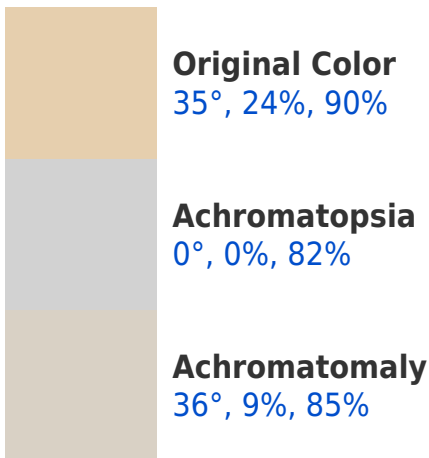 Original Color
35°, 24%, 90%
Achromatopsia
0°, 0%, 82%
Achromatomaly
36°, 9%, 85%